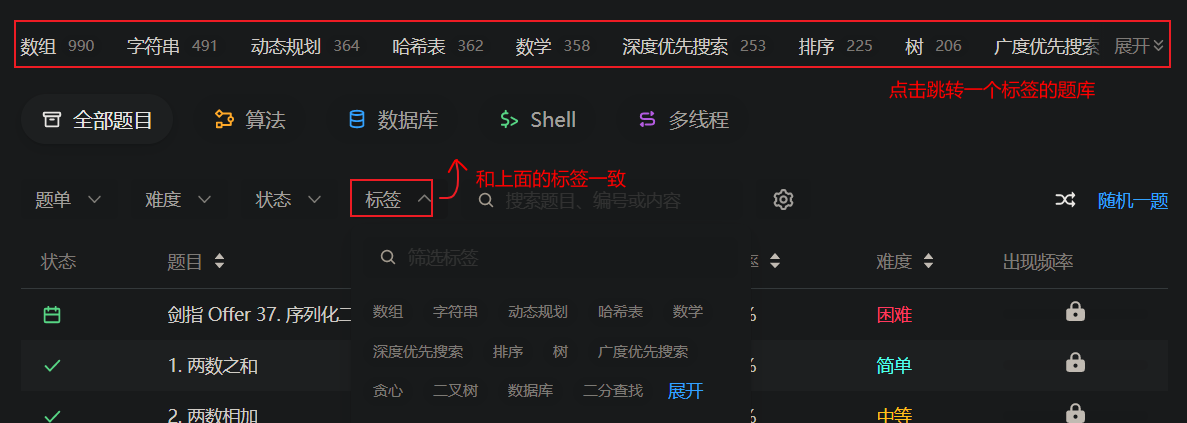 数组 990 字符串 491 动态规划 364 哈希表 362 数学 358 深度优先搜索 253 排序 225 树 206 广度优先搜索 展开
点击跳转一个标签的题库
全部题目 算法 数据库 $> Shell 多线程
和上面的标签一致
题单 难度 状态 标签 搜索题目、编号或内容 随机一题
状态 题目 率 难度 出现频率
筛选标签
数组 字符串 动态规划 哈希表 数学
剑指 Offer 37. 序列化二 % 困难
深度优先搜索 排序 树 广度优先搜索
1. 两数之和 % 简单
贪心 二叉树 数据库 二分查找 展开
2. 两数相加 % 中等